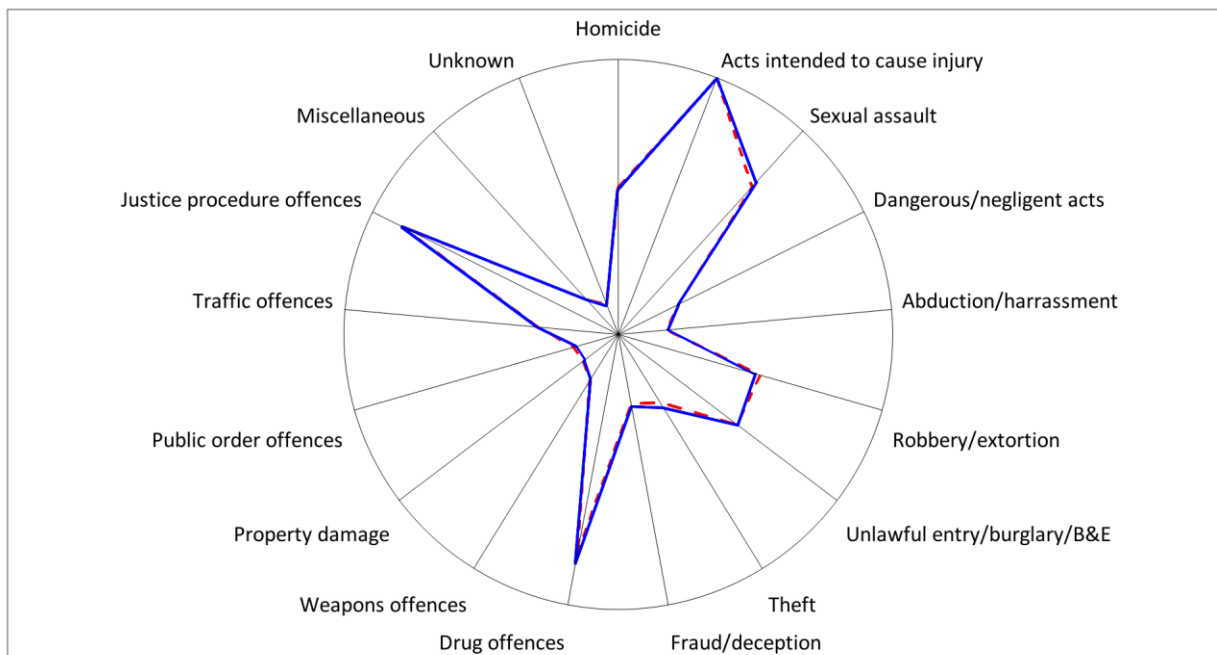 Homicide
Acts intended to cause injury
Sexual assault
Dangerous/negligent acts
Abduction/harrassment
Robbery/extortion
Unlawful entry/burglary/B&E
Theft
Fraud/deception
Drug offences
Weapons offences
Property damage
Public order offences
Traffic offences
Justice procedure offences
Miscellaneous
Unknown